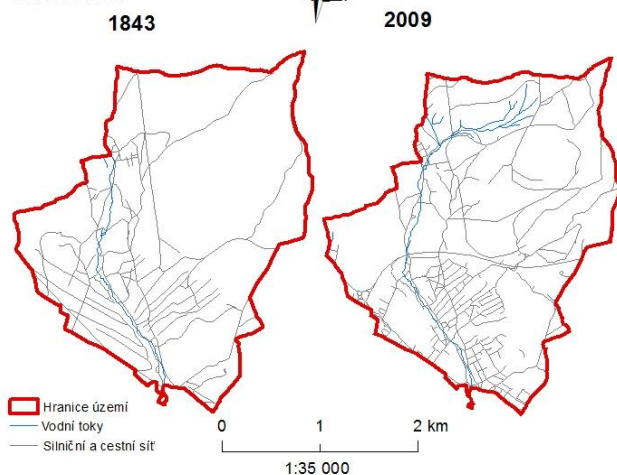 1843
2009
Hranice území
Vodní toky
Silniční a cestní síť
0 1 2 km
1:35 000